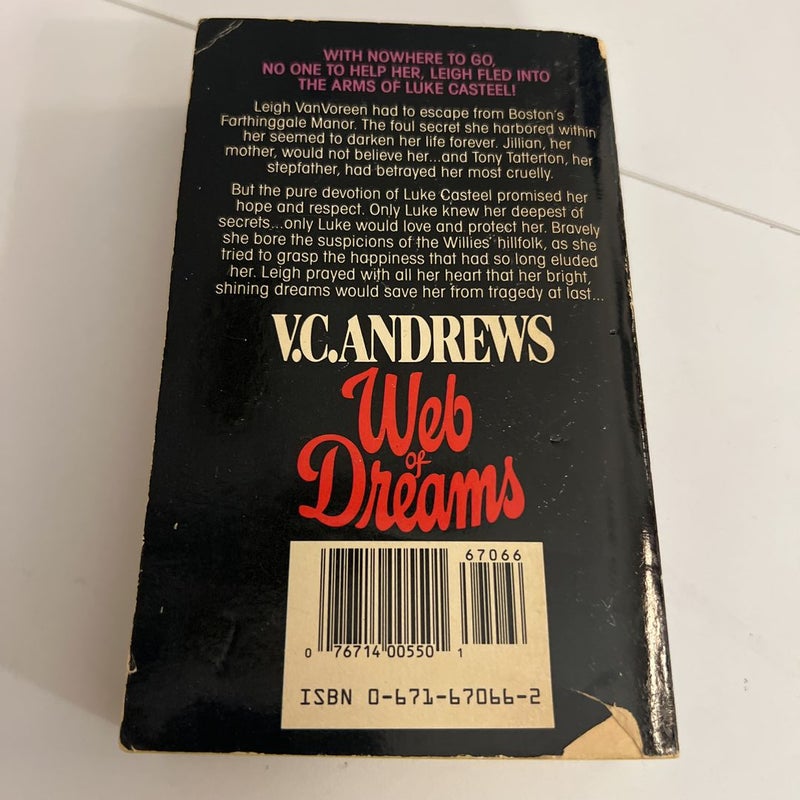 WITH NOWHERE TO GO,
NO ONE TO HELP HER, LEIGH FLED INTO
THE ARMS OF LUKE CASTEEL!
Leigh VanVoreen had to escape from Boston's
Farthinggale Manor. The foul secret she harbored within
her seemed to darken her life forever. Jillian, her
mother, would not believe her...and Tony Tatterton, her
stepfather, had betrayed her most cruelly.
But the pure devotion of Luke Casteel promised her
hope and respect. Only Luke knew her deepest of
secrets...only Luke would love and protect her. Bravely
she bore the suspicions of the Willies' hillfolk, as she
tried to grasp the happiness that had so long eluded
her. Leigh prayed with all her heart that her bright,
shining dreams would save her from tragedy at last...
V.C. ANDREWS
Web
of
Dreams
67066
0 76714 00550 1
ISBN 0-671-67066-2